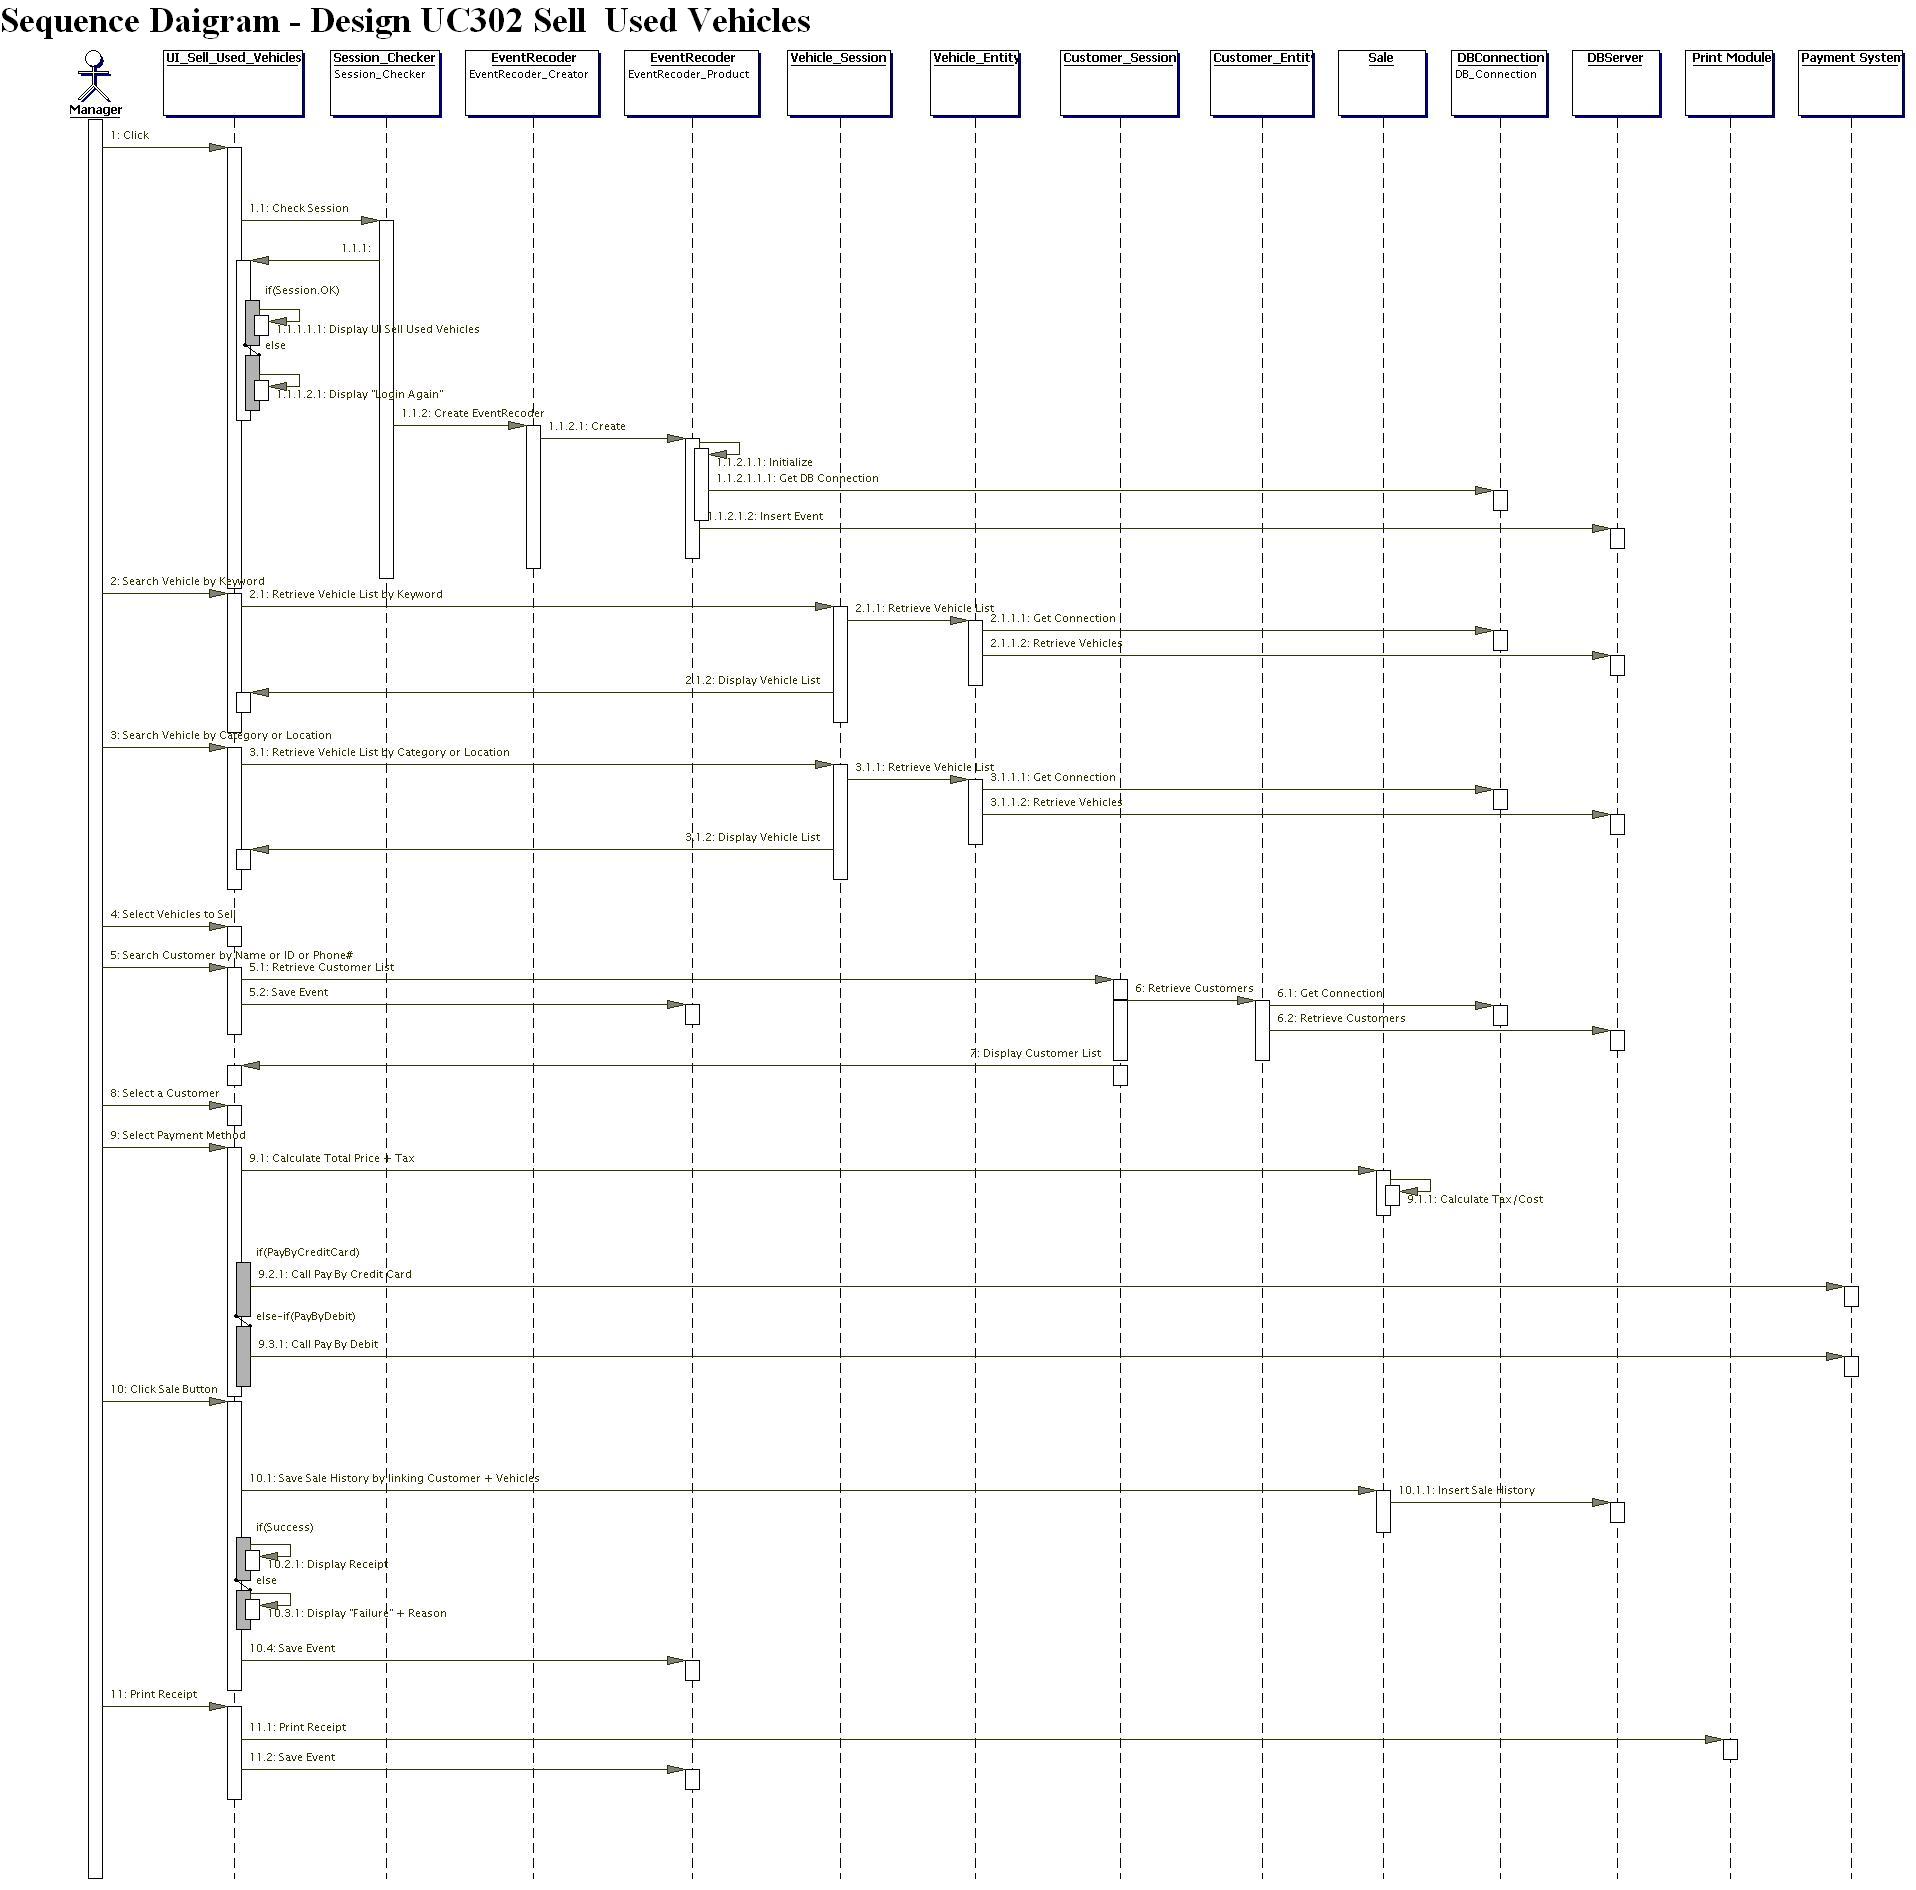 Sequence Daigram - Design UC302 Sell  Used Vehicles
Manager
UI_Sell_Used_Vehicles
Session_Checker
Session_Checker
EventRecoder
EventRecoder_Creator
EventRecoder
EventRecoder_Product
Vehicle_Session
Vehicle_Entity
Customer_Session
Customer_Entity
Sale
DBConnection
DB_Connection
DBServer
Print Module
Payment System
1: Click
1.1: Check Session
1.1.1:
if(Session.OK)
1.1.1.1.1: Display UI Sell Used Vehicles
else
1.1.1.2.1: Display "Login Again"
1.1.2: Create EventRecoder
1.1.2.1: Create
1.1.2.1.1: Initialize
1.1.2.1.1.1: Get DB Connection
1.1.2.1.2: Insert Event
2: Search Vehicle by Keyword
2.1: Retrieve Vehicle List by Keyword
2.1.1: Retrieve Vehicle List
2.1.1.1: Get Connection
2.1.1.2: Retrieve Vehicles
2.1.2: Display Vehicle List
3: Search Vehicle by Category or Location
3.1: Retrieve Vehicle List by Category or Location
3.1.1: Retrieve Vehicle List
3.1.1.1: Get Connection
3.1.1.2: Retrieve Vehicles
3.1.2: Display Vehicle List
4: Select Vehicles to Sell
5: Search Customer by Name or ID or Phone#
5.1: Retrieve Customer List
5.2: Save Event
6: Retrieve Customers
6.1: Get Connection
6.2: Retrieve Customers
7: Display Customer List
8: Select a Customer
9: Select Payment Method
9.1: Calculate Total Price + Tax
9.1.1: Calculate Tax/Cost
if(PayByCreditCard)
9.2.1: Call Pay By Credit Card
else-if(PayByDebit)
9.3.1: Call Pay By Debit
10: Click Sale Button
10.1: Save Sale History by linking Customer + Vehicles
10.1.1: Insert Sale History
if(Success)
10.2.1: Display Receipt
else
10.3.1: Display "Failure" + Reason
10.4: Save Event
11: Print Receipt
11.1: Print Receipt
11.2: Save Event